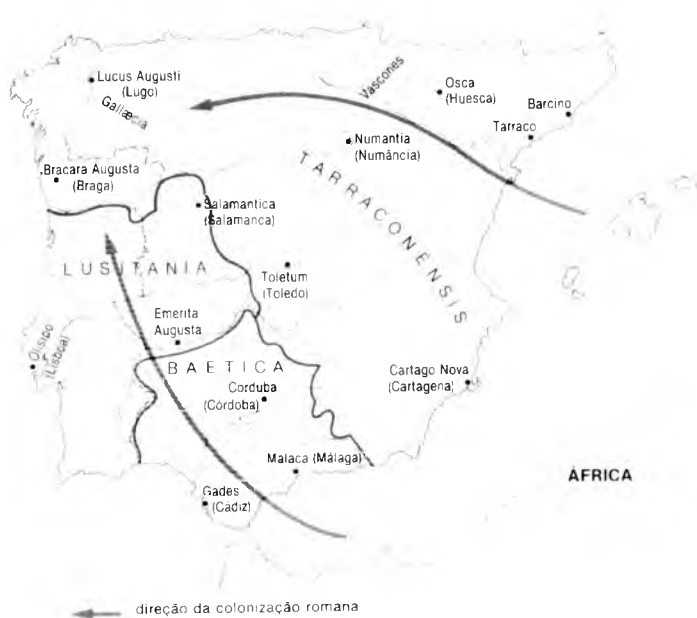 Lucus Augusti
(Lugo)
Gallæcia
Vascones
Osca
(Huesca)
Barcino
Tarraco
Numantia
(Numância)
Bracara Augusta
(Braga)
TARRACONENSIS
Salamantica
(Salamanca)
LUSITANIA
Toletum
(Toledo)
Emerita
Augusta
Olisipo
(Lisboa)
BAETICA
Cartago Nova
(Cartagena)
Corduba
(Córdoba)
Malaca (Málaga)
ÁFRICA
Gades
(Cádiz)
direção da colonização romana